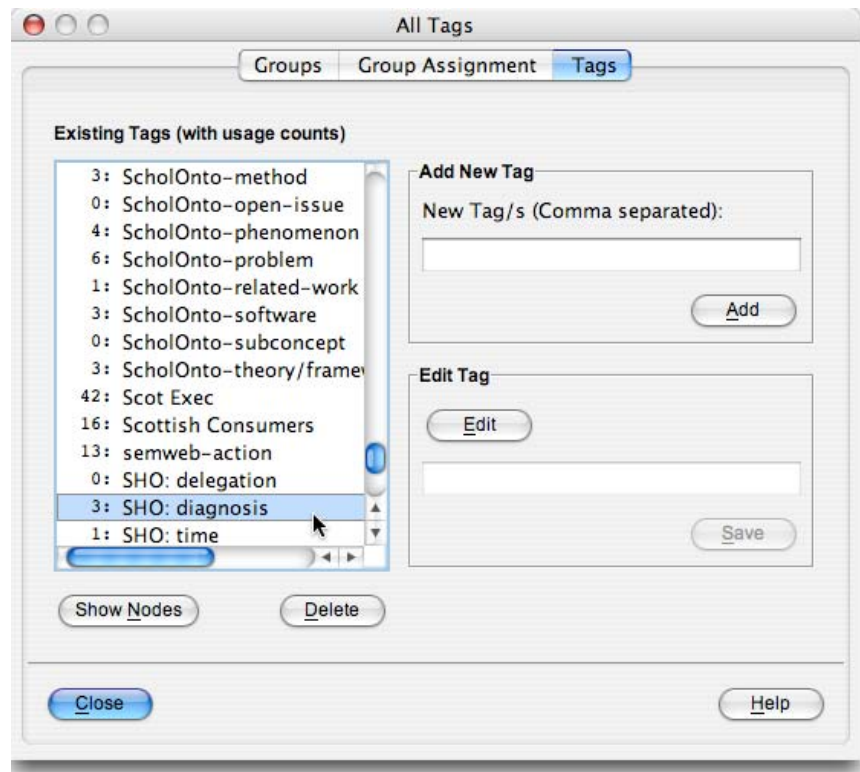 All Tags
Groups Group Assignment Tags
Existing Tags (with usage counts)
3: ScholOnto-method
0: ScholOnto-open-issue
4: ScholOnto-phenomenon
6: ScholOnto-problem
1: ScholOnto-related-work
3: ScholOnto-software
0: ScholOnto-subconcept
3: ScholOnto-theory/frame
42: Scot Exec
16: Scottish Consumers
13: semweb-action
0: SHO: delegation
3: SHO: diagnosis
1: SHO: time
Show Nodes Delete
Add New Tag
New Tag/s (Comma separated):
Add
Edit Tag
Edit
Save
Close Help